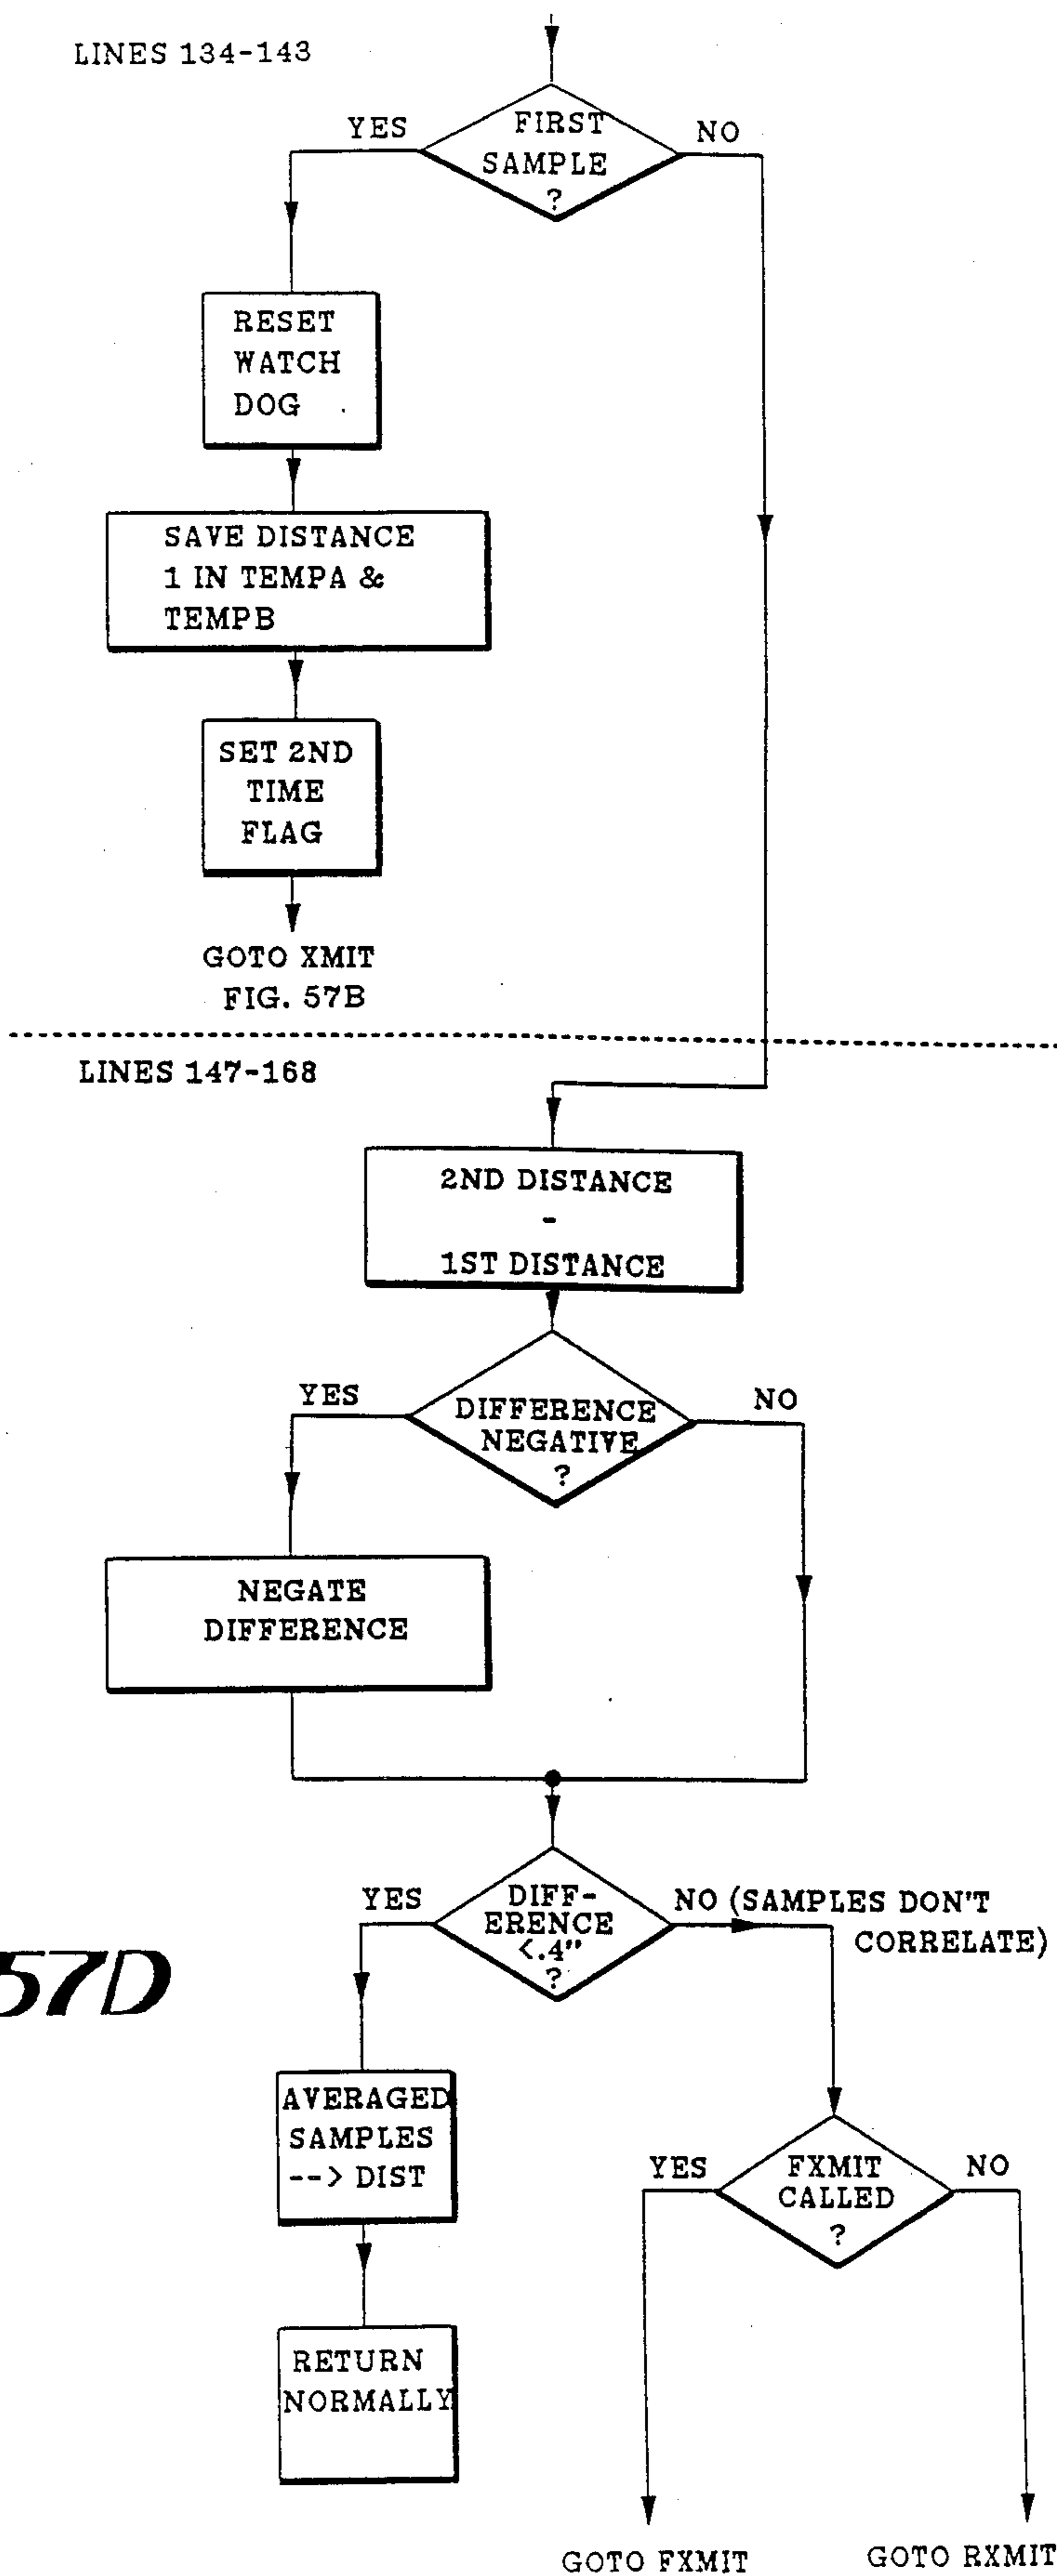 LINES 134-143
YES
FIRST
SAMPLE
?
NO
RESET
WATCH
DOG
SAVE DISTANCE
1 IN TEMPA &
TEMPB
SET 2ND
TIME
FLAG
GOTO XMIT
FIG. 57B
LINES 147-168
2ND DISTANCE
-
1ST DISTANCE
YES
DIFFERENCE
NEGATIVE
?
NO
NEGATE
DIFFERENCE
YES
DIFF-
ERENCE
<.4"
?
NO (SAMPLES DON'T
CORRELATE)
57D
AVERAGED
SAMPLES
--> DIST
RETURN
NORMALLY
YES
FXMIT
CALLED
?
NO
GOTO FXMIT
GOTO RXMIT